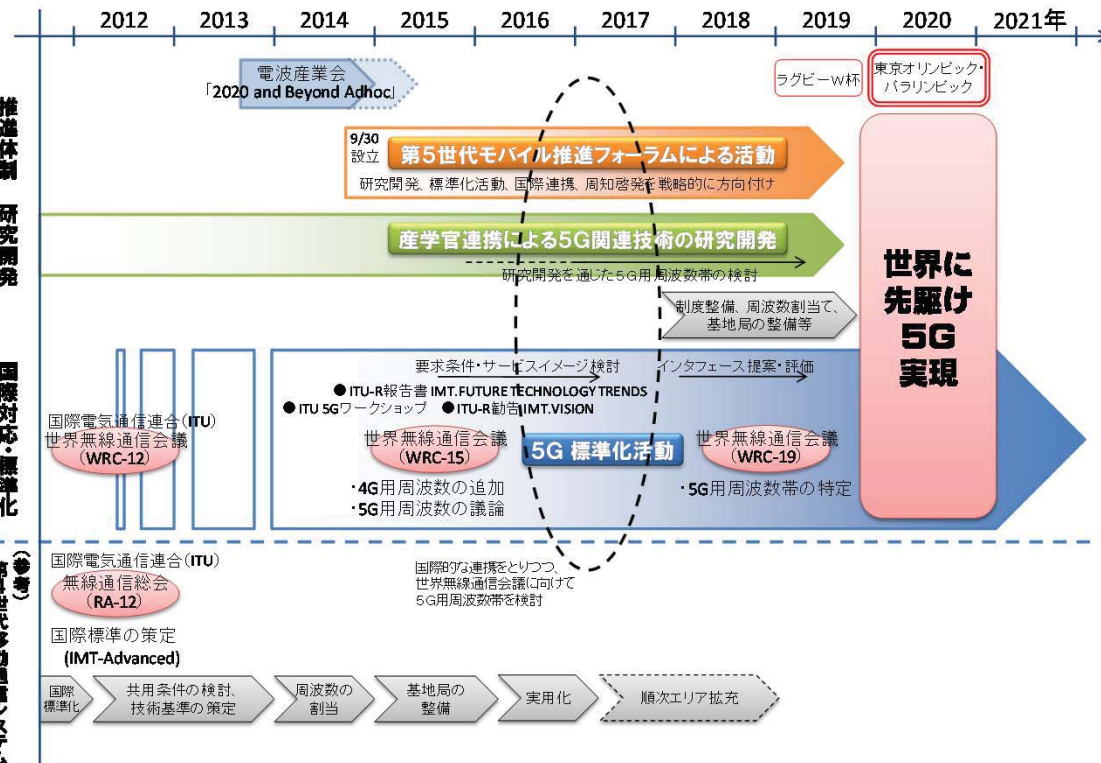 2012
2013
2014
2015
2016
2017
2018
2019
2020
2021年
電波産業会
「2020 and Beyond Adhoc」
ラグビーW杯
東京オリンピック・
パラリンピック
推進体制
9/30
設立
第5世代モバイル推進フォーラムによる活動
研究開発、標準化活動、国際連携、周知啓発を戦略的に方向付け
研究開発
産学官連携による5G関連技術の研究開発
研究開発を通じた5G用周波数帯の検討
制度整備、周波数割当て、
基地局の整備等
世界に
先駆け
5G
実現
国際対応・標準化
要求条件・サービスイメージ検討
インタフェース提案・評価
●ITU-R報告書 IMT.FUTURE TECHNOLOGY TRENDS
●ITU 5Gワークショップ
●ITU-R勧告 IMT.VISION
国際電気通信連合(ITU)
世界無線通信会議
(WRC-12)
世界無線通信会議
(WRC-15)
5G 標準化活動
世界無線通信会議
(WRC-19)
・4G用周波数の追加
・5G用周波数の議論
・5G用周波数帯の特定
(参考)
第4世代移動通信システム
国際電気通信連合(ITU)
無線通信総会
(RA-12)
国際的な連携をとりつつ、
世界無線通信会議に向けて
5G用周波数帯を検討
国際標準の策定
(IMT-Advanced)
国際
標準化
共用条件の検討、
技術基準の策定
周波数の
割当
基地局の
整備
実用化
順次エリア拡充